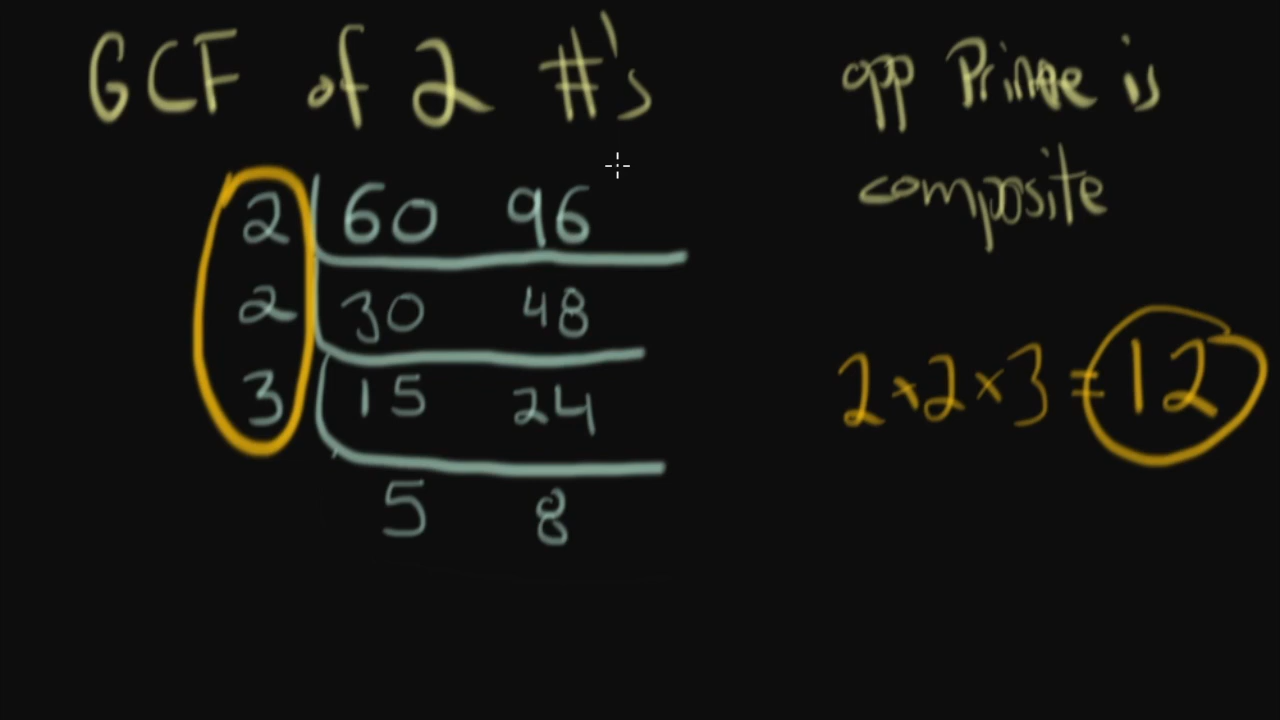 GCF of 2 #'s
opp Prime is
composite
2 60 96
2 30 48
3 15 24
5 8
2 × 2 × 3 = 12